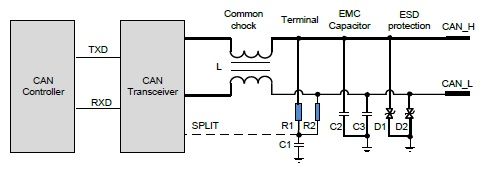 Common
chock
Terminal
EMC
Capacitor
ESD
protection
CAN_H
TXD
L
CAN_L
CAN
Controller
CAN
Transceiver
RXD
SPLIT
R1
R2
C2
C3
D1
D2
C1